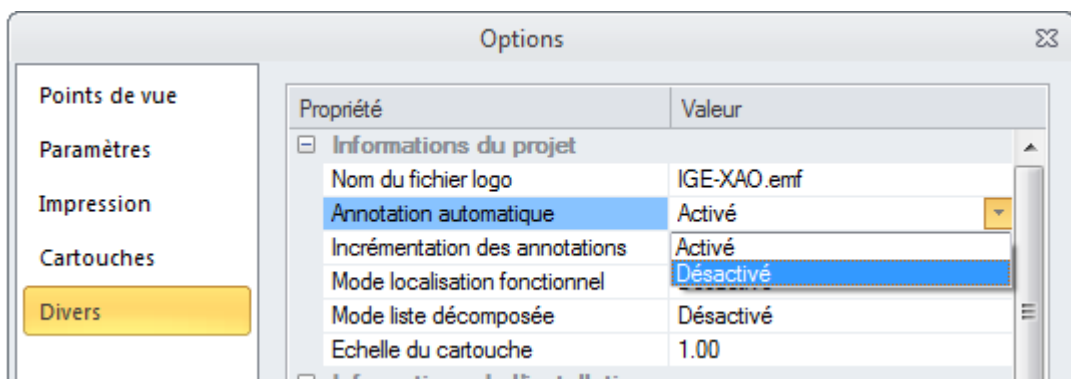 Options
Points de vue
Paramètres
Impression
Cartouches
Divers
Propriété Valeur
Informations du projet
Nom du fichier logo IGE-XAO.emf
Annotation automatique Activé
Incrémentation des annotations Activé
Mode localisation fonctionnel Désactivé
Mode liste décomposée Désactivé
Echelle du cartouche 1.00